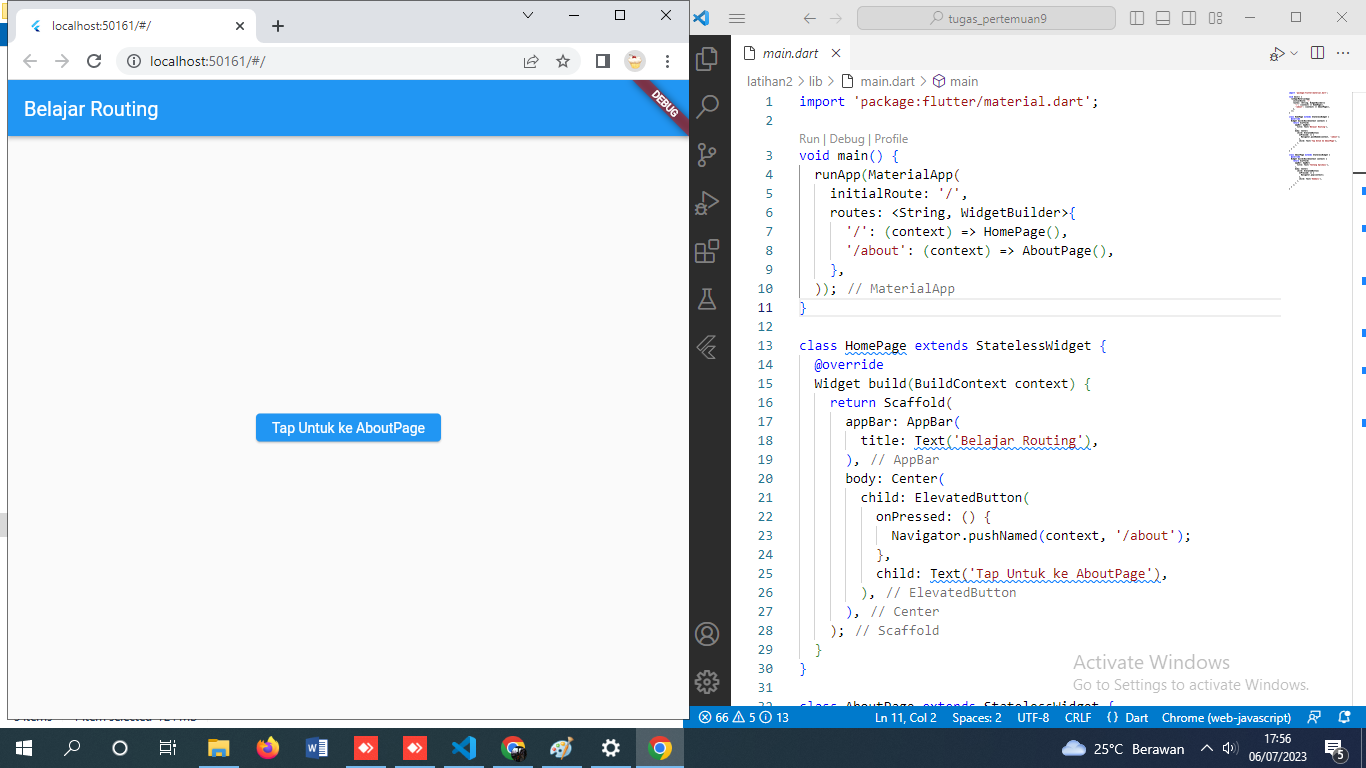 localhost:50161/#/
localhost:50161/#/
Belajar Routing
DEBUG
Tap Untuk ke AboutPage
tugas_pertemuan9
main.dart
latihan2 > lib > main.dart > main
1 import 'package:flutter/material.dart';
2
Run | Debug | Profile
3 void main() {
4 runApp(MaterialApp(
5 initialRoute: '/',
6 routes: <String, WidgetBuilder>{
7 '/': (context) => HomePage(),
8 '/about': (context) => AboutPage(),
9 },
10 )); // MaterialApp
11 }
12
13 class HomePage extends StatelessWidget {
14 @override
15 Widget build(BuildContext context) {
16 return Scaffold(
17 appBar: AppBar(
18 title: Text('Belajar Routing'),
19 ), // AppBar
20 body: Center(
21 child: ElevatedButton(
22 onPressed: () {
23 Navigator.pushNamed(context, '/about');
24 },
25 child: Text('Tap Untuk ke AboutPage'),
26 ), // ElevatedButton
27 ), // Center
28 ); // Scaffold
29 }
30 }
31
32 class AboutPage extends StatelessWidget {
Activate Windows
Go to Settings to activate Windows.
66 5 13
Ln 11, Col 2 Spaces: 2 UTF-8 CRLF {} Dart Chrome (web-javascript)
25°C Berawan
17:56
06/07/2023
5